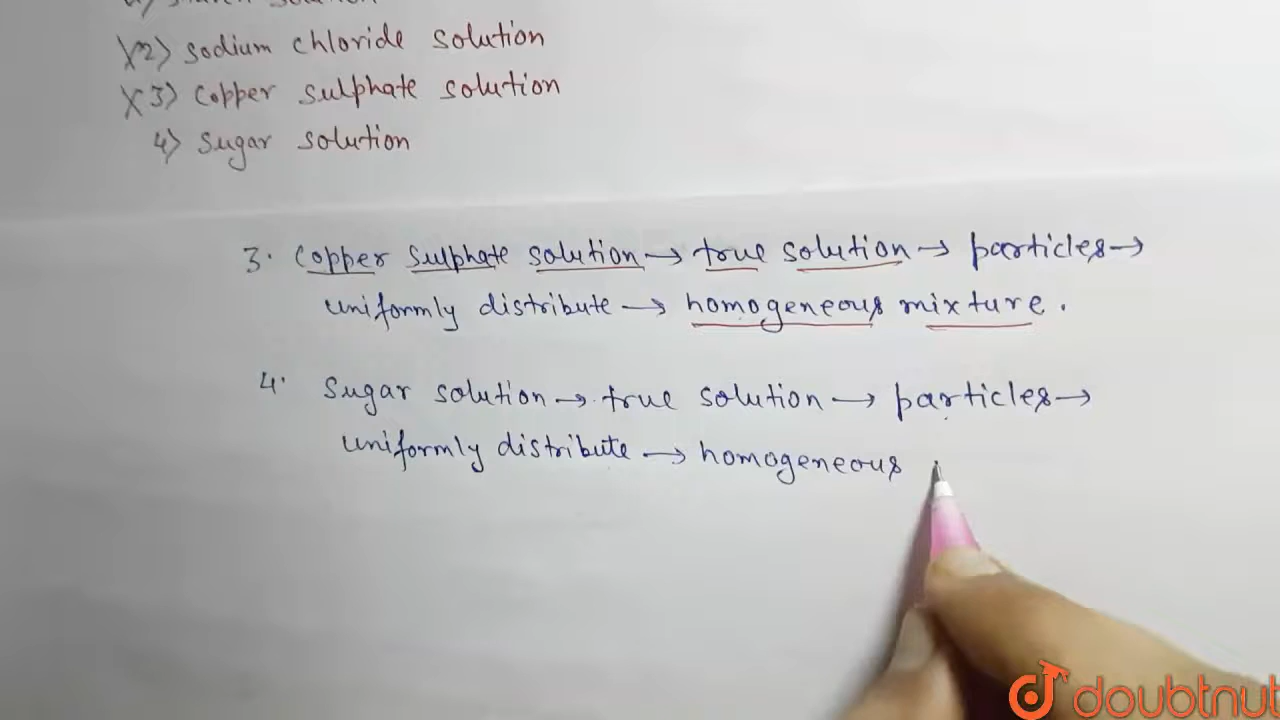 solution
X2) sodium chloride solution
X3) Copper sulphate solution
4) sugar solution
3. Copper sulphate solution → true solution → particles →
uniformly distribute → homogeneous mixture.
4. sugar solution → true solution → particles →
uniformly distribute → homogeneous
doubtnut